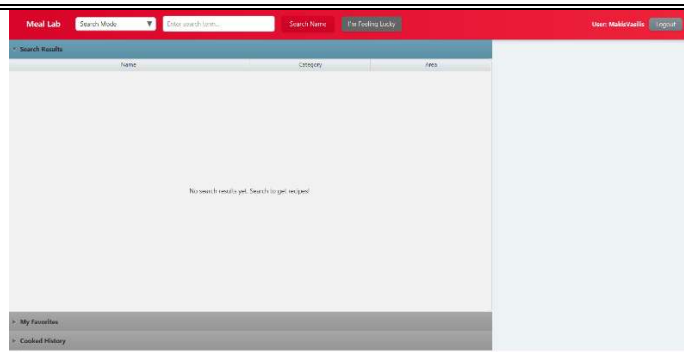 Meal Lab Search Mode Enter search term... Search Name I'm Feeling Lucky User: MakisVasilis Logout
Search Results
Name Category Area
No search results yet. Search to get recipes!
My Favorites
Cooked History